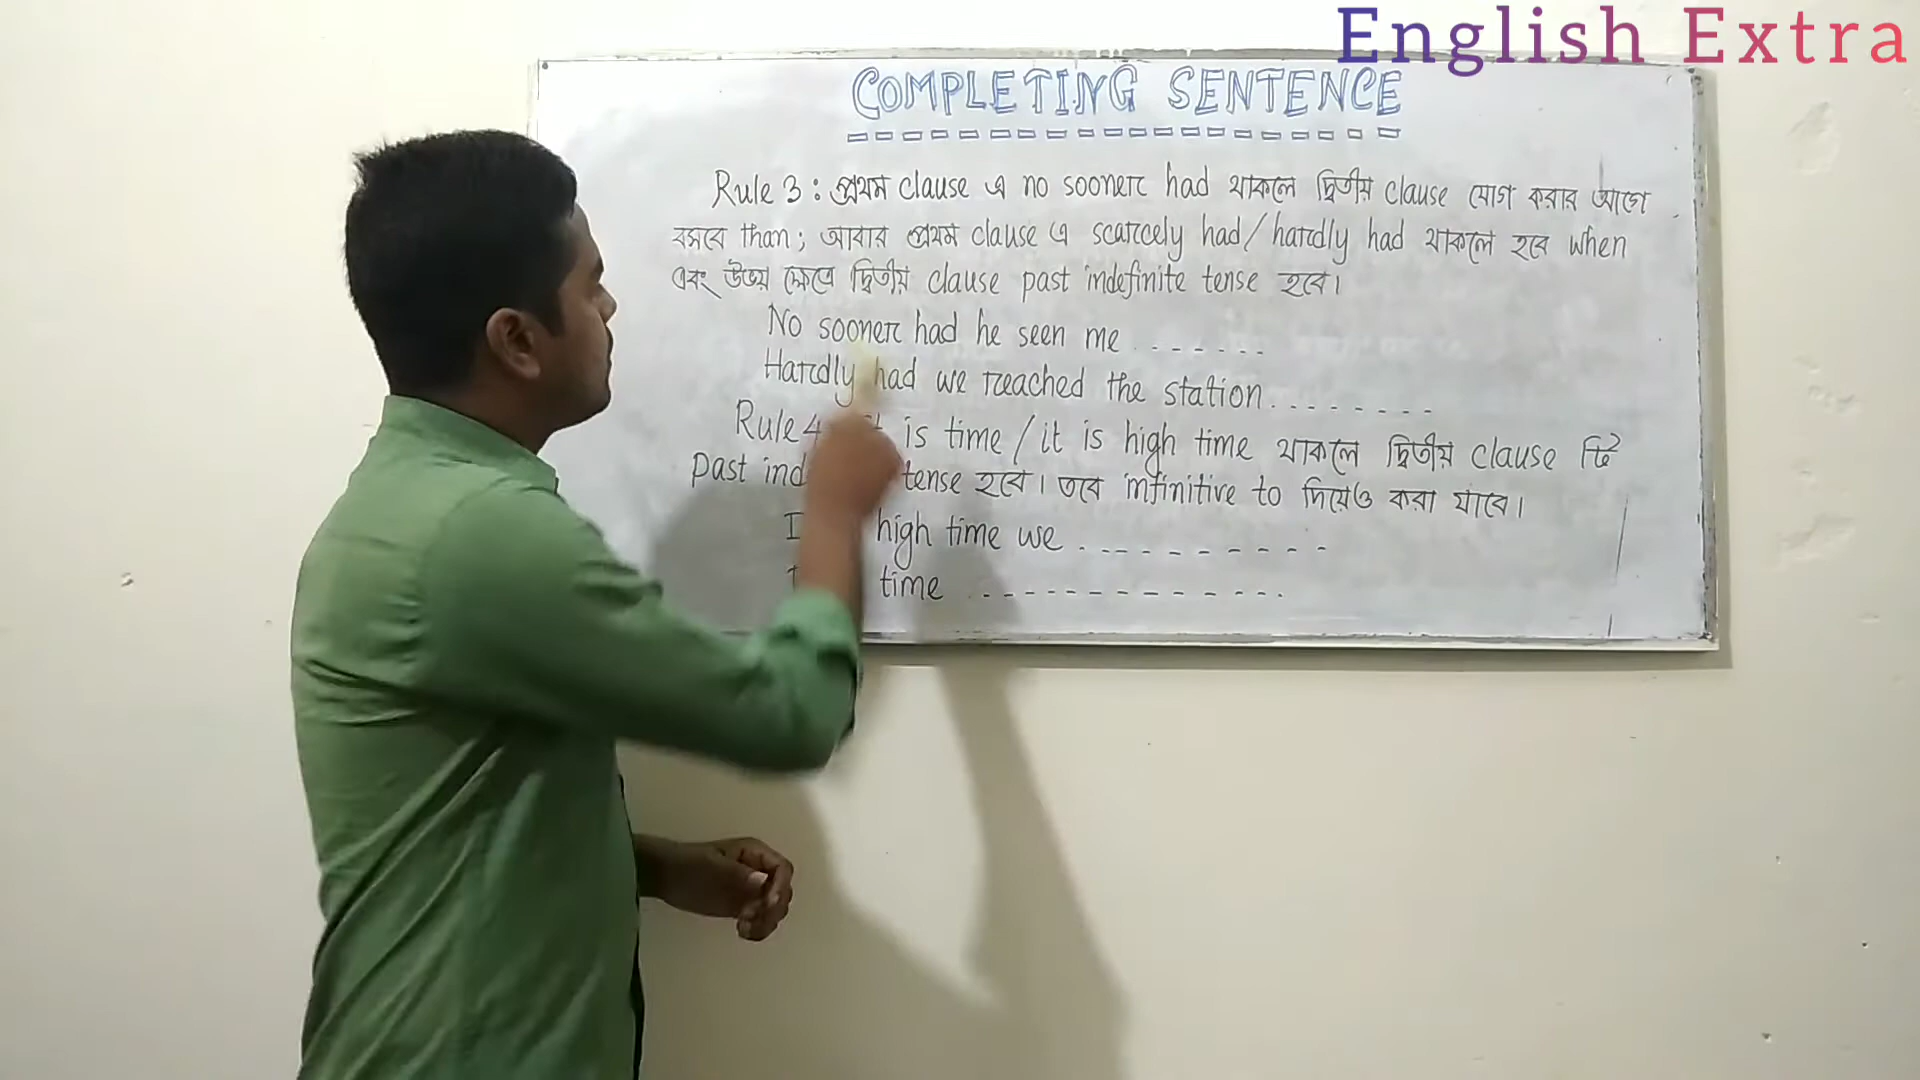 English Extra
COMPLETING SENTENCE
Rule 3 : প্রথম clause এ no sooner had থাকলে দ্বিতীয় clause যোগ করার আগে
বসবে than; আবার প্রথম clause এ scarcely had/hardly had থাকলে হবে when
এবং উভয় ক্ষেত্রে দ্বিতীয় clause past indefinite tense হবে।
No sooner had he seen me .......
Hardly had we reached the station........
Rule 4 is time / it is high time থাকলে দ্বিতীয় clause টি
past ind tense হবে। তবে infinitive to দিয়েও করা যাবে।
high time we .........
time ..............